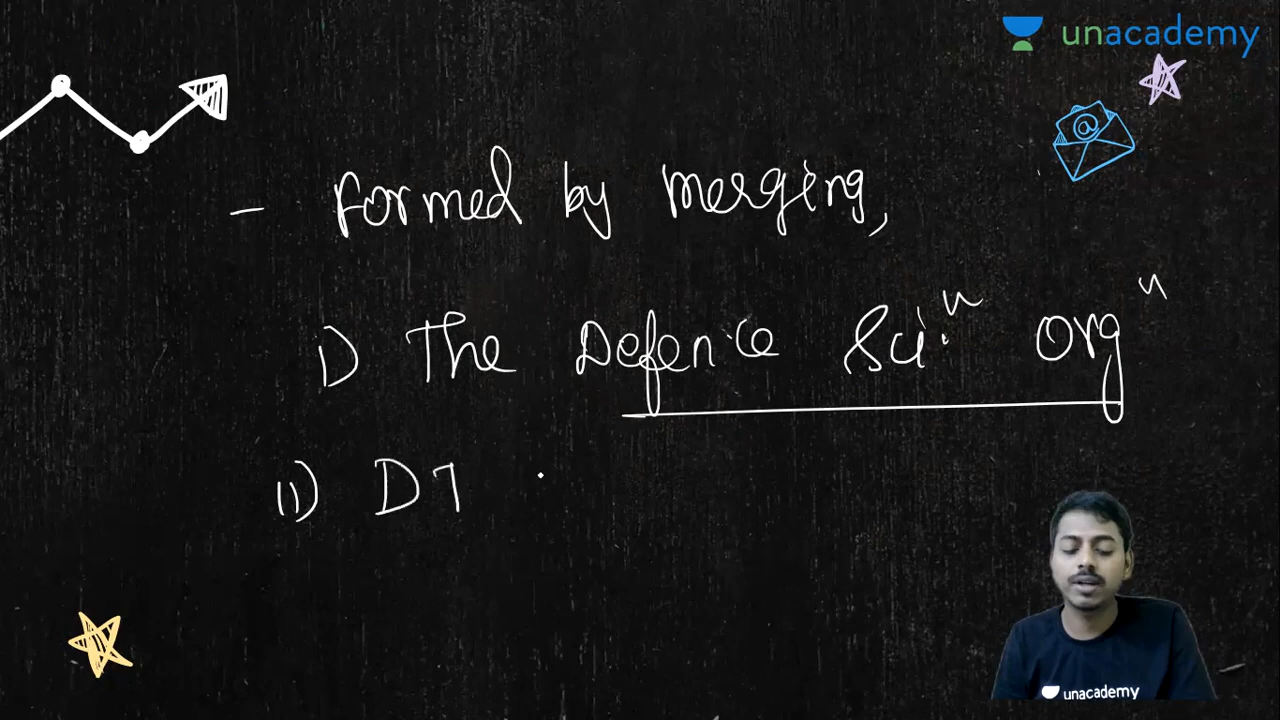 unacademy
- Formed by merging,
i) The Defence Sciⁿ Orgⁿ
ii) DT
unacademy